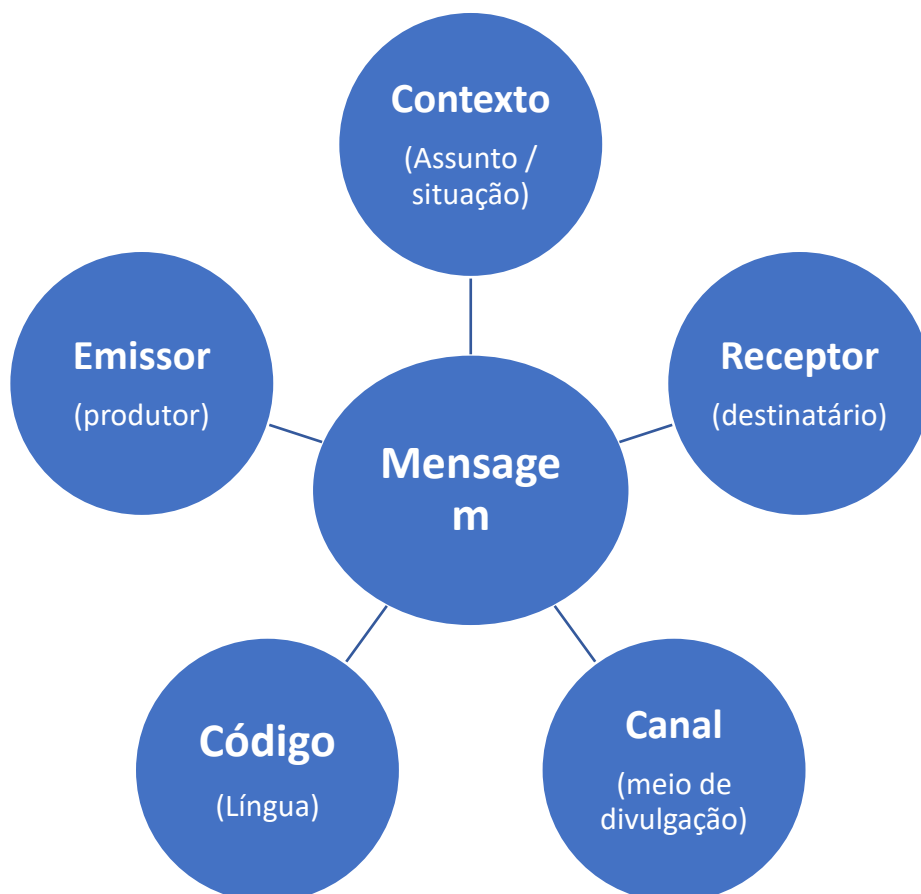 Contexto
(Assunto /
situação)
Emissor
(produtor)
Receptor
(destinatário)
Mensage
m
Código
(Língua)
Canal
(meio de
divulgação)